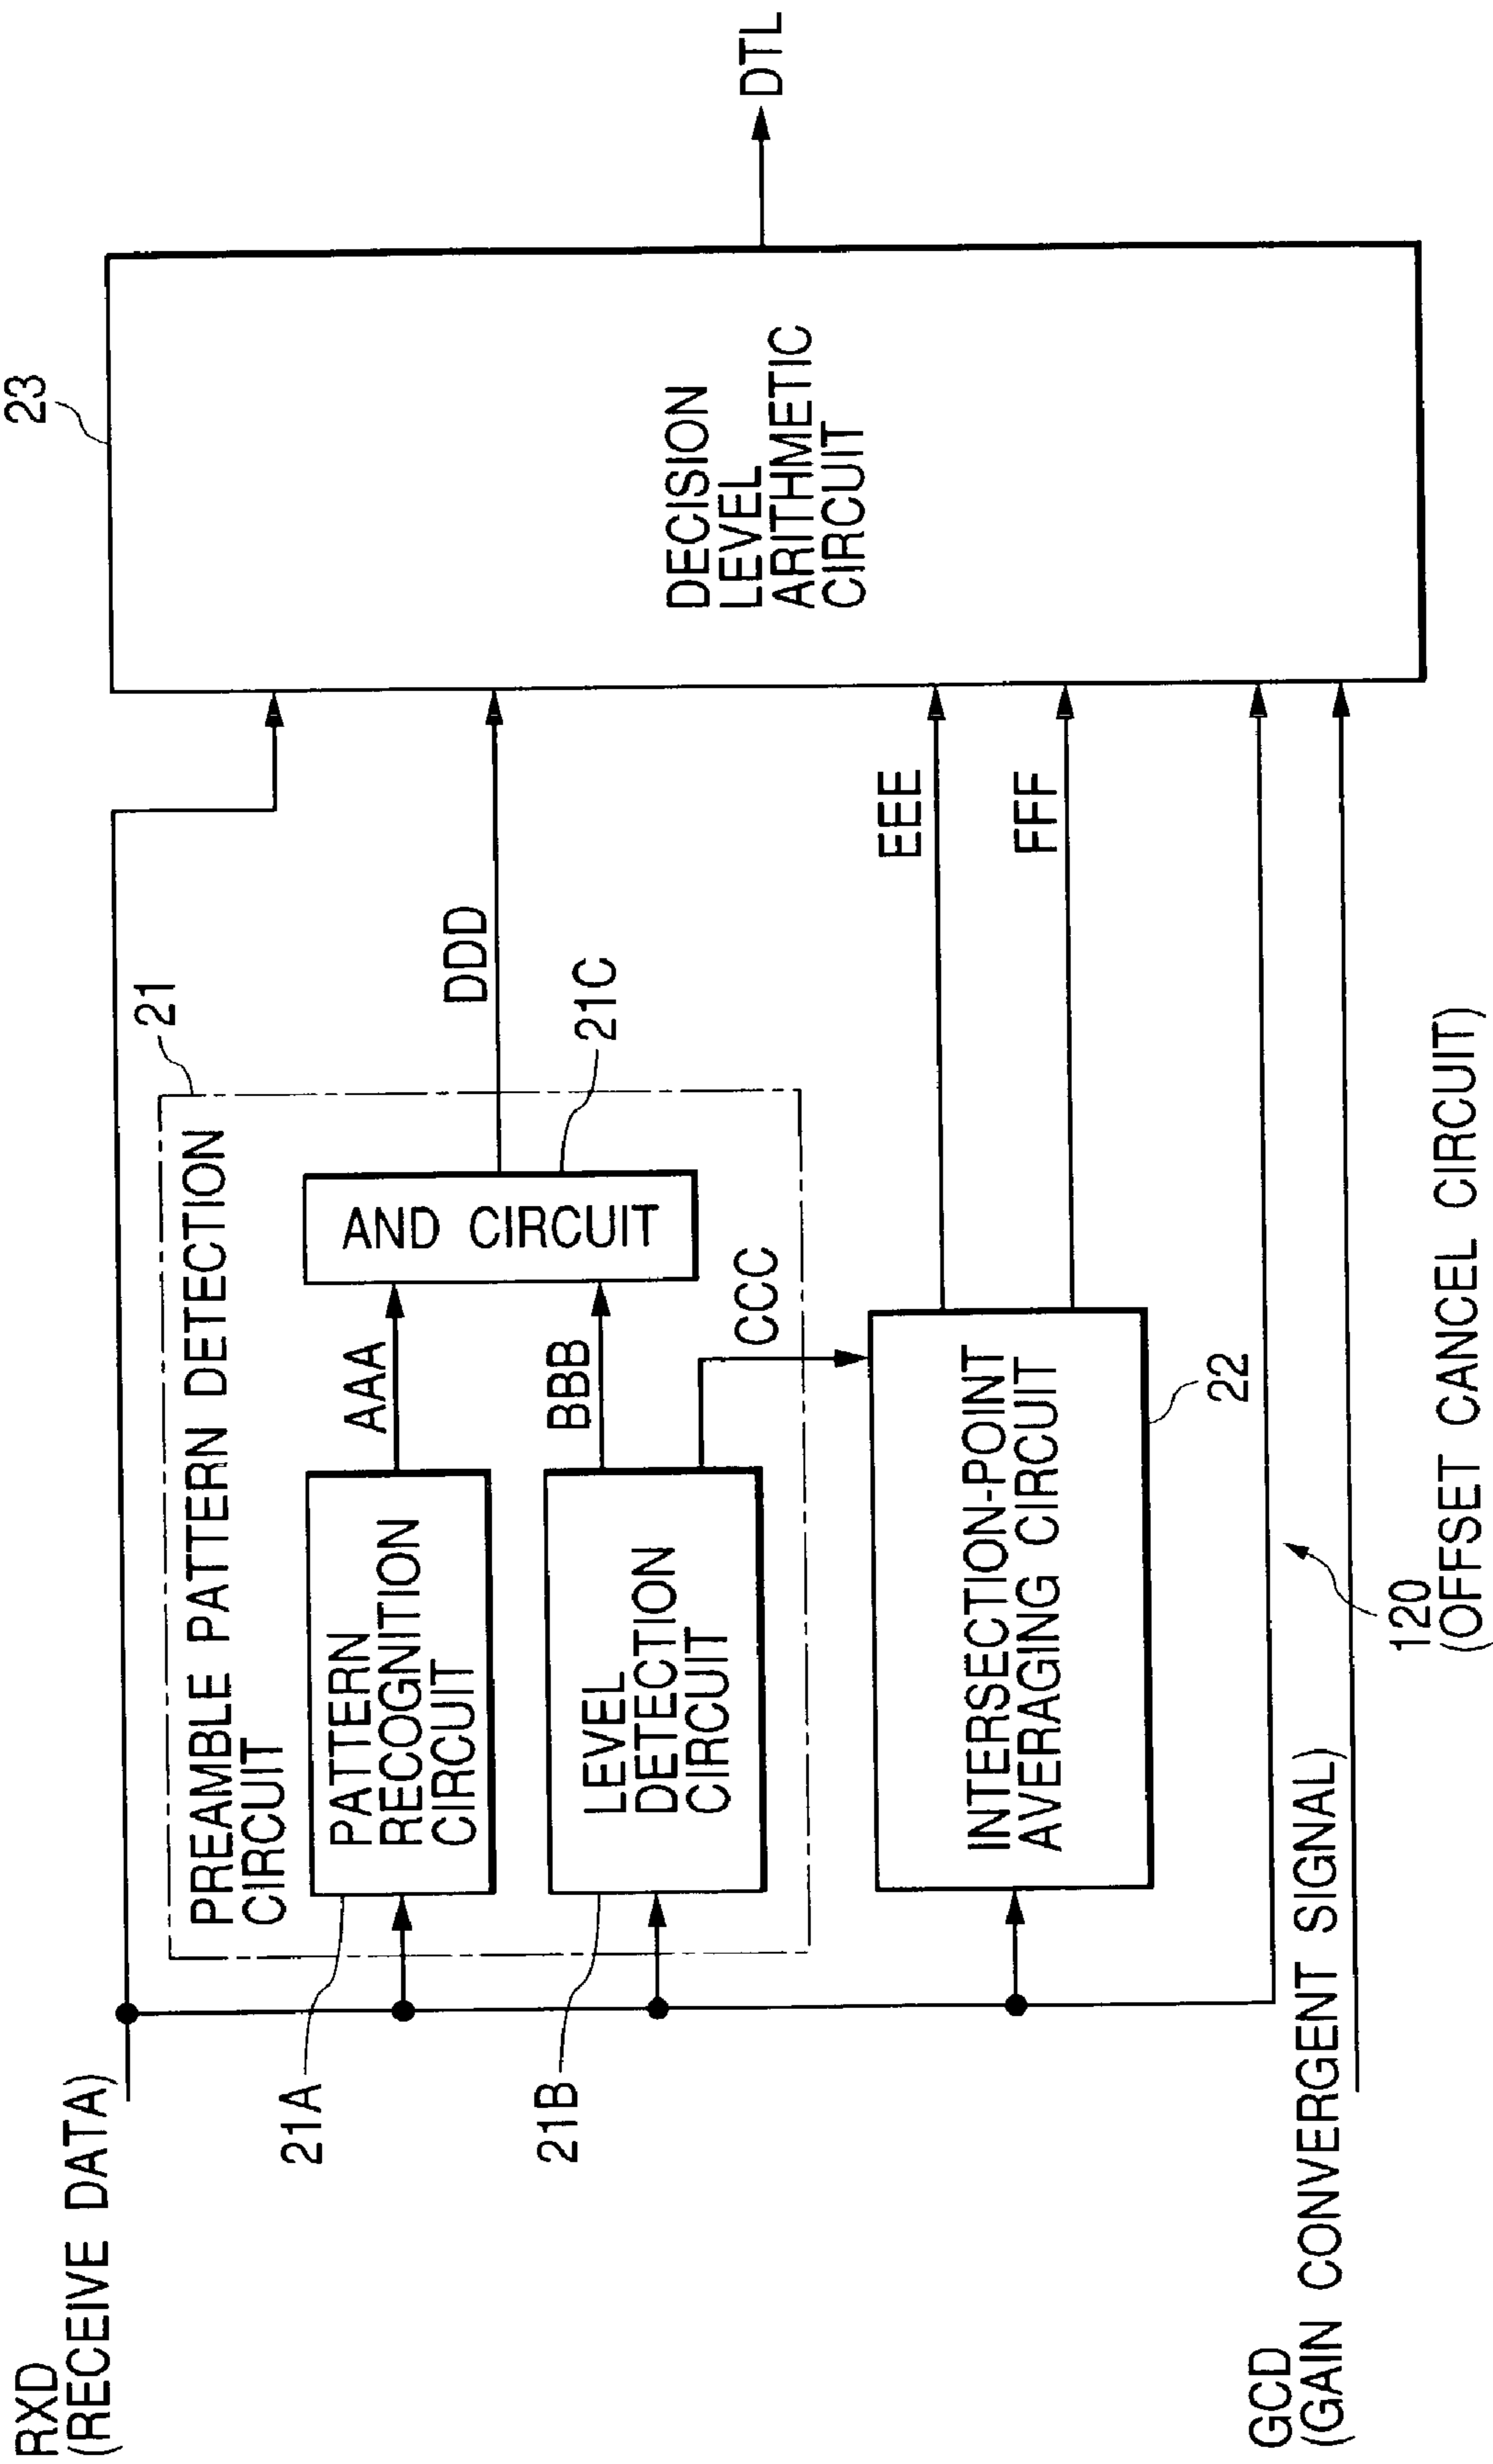 RXD
(RECEIVE DATA)
21
PREAMBLE PATTERN DETECTION
CIRCUIT
21A
PATTERN
RECOGNITION
CIRCUIT
AAA
21B
LEVEL
DETECTION
CIRCUIT
BBB
CCC
AND CIRCUIT
21C
DDD
INTERSECTION-POINT
AVERAGING CIRCUIT
22
EEE
FFF
23
DECISION
LEVEL
ARITHMETIC
CIRCUIT
DTL
GCD
(GAIN CONVERGENT SIGNAL)
120
(OFFSET CANCEL CIRCUIT)